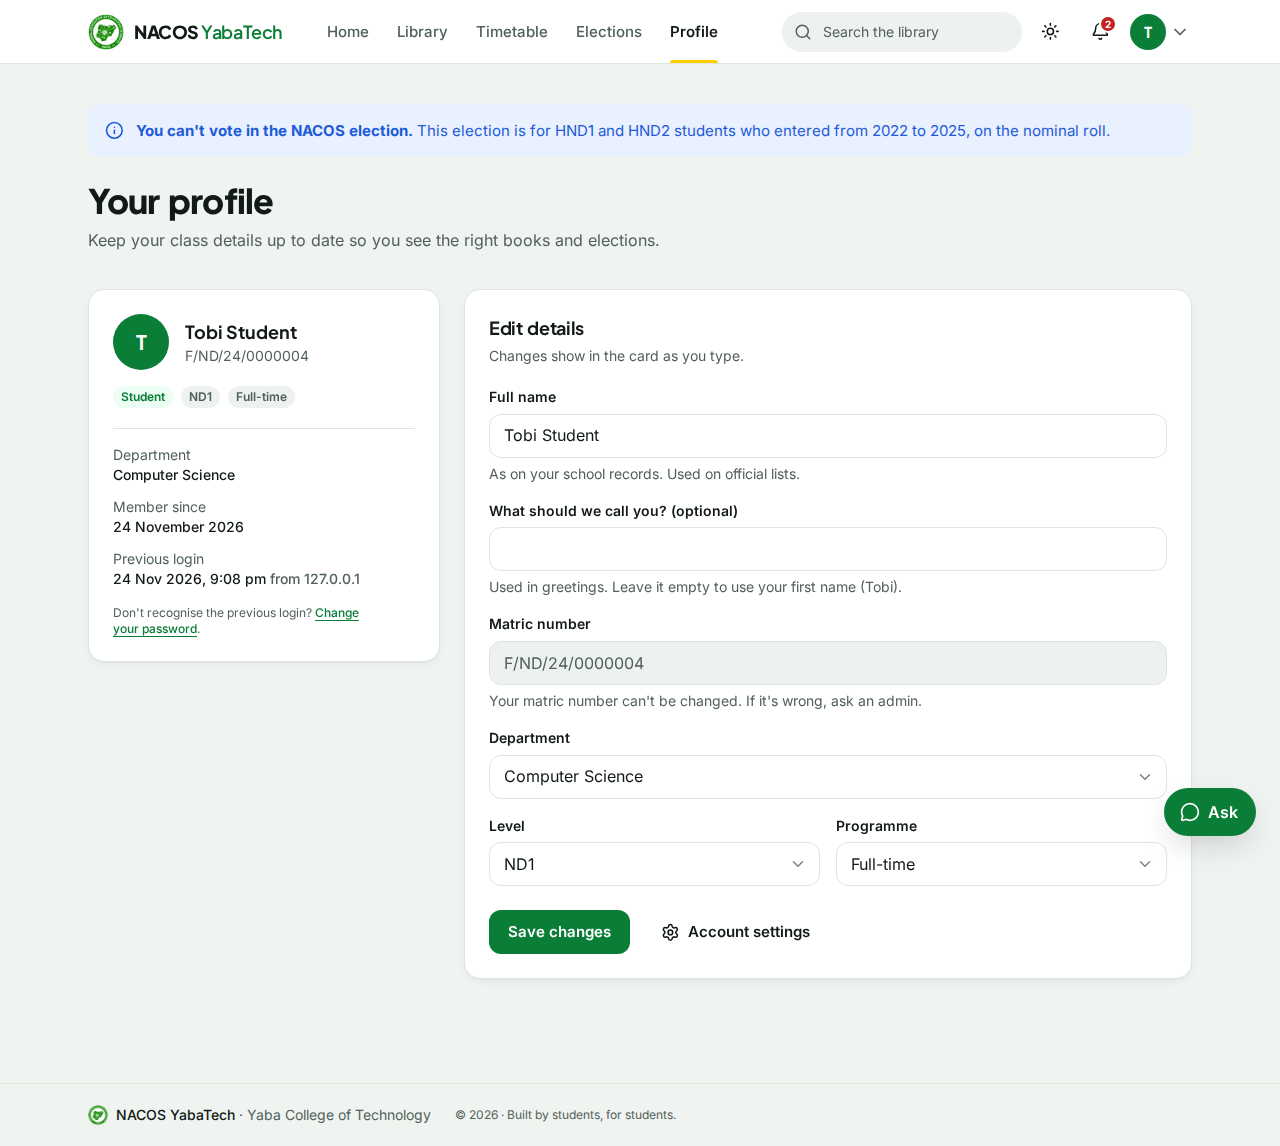 NACOS YabaTech
Home
Library
Timetable
Elections
Profile
Search the library
2
T
You can't vote in the NACOS election. This election is for HND1 and HND2 students who entered from 2022 to 2025, on the nominal roll.
Your profile
Keep your class details up to date so you see the right books and elections.
T
Tobi Student
F/ND/24/0000004
Student
ND1
Full-time
Department
Computer Science
Member since
24 November 2026
Previous login
24 Nov 2026, 9:08 pm from 127.0.0.1
Don't recognise the previous login? Change
your password.
Edit details
Changes show in the card as you type.
Full name
Tobi Student
As on your school records. Used on official lists.
What should we call you? (optional)
Used in greetings. Leave it empty to use your first name (Tobi).
Matric number
F/ND/24/0000004
Your matric number can't be changed. If it's wrong, ask an admin.
Department
Computer Science
Level
Programme
ND1
Full-time
Save changes
Account settings
Ask
NACOS YabaTech · Yaba College of Technology
© 2026 · Built by students, for students.